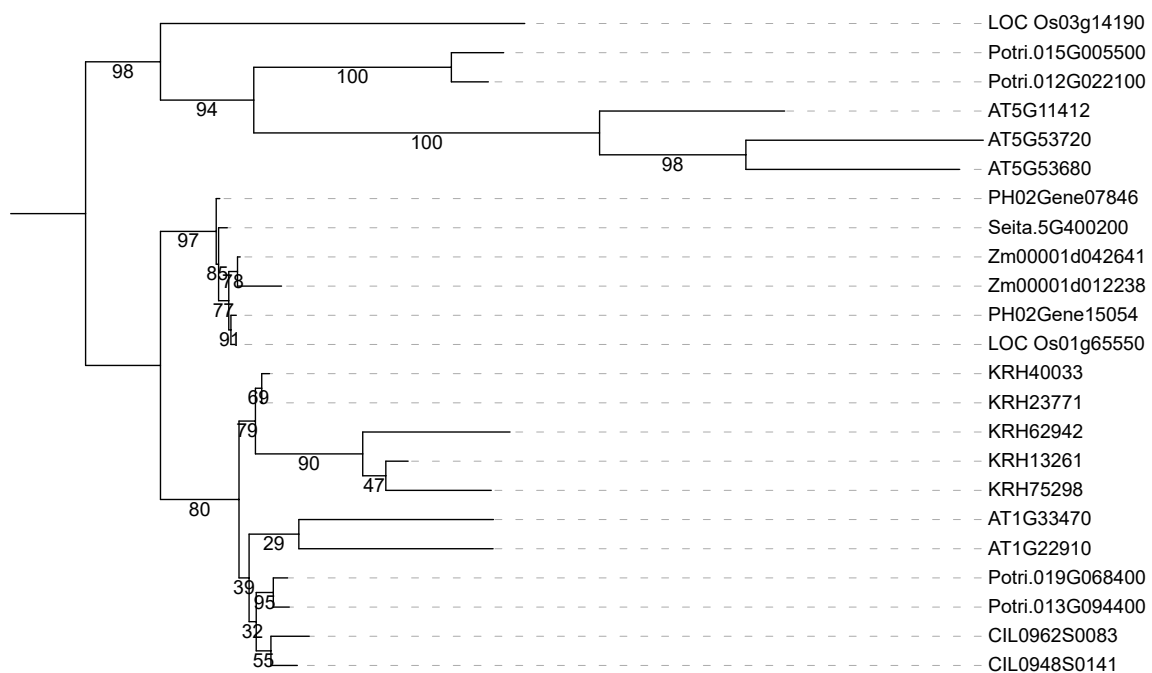 LOC Os03g14190
Potri.015G005500
98
100
Potri.012G022100
94
AT5G11412
100
AT5G53720
98
AT5G53680
PH02Gene07846
97
Seita.5G400200
Zm00001d042641
85
78
Zm00001d012238
77
PH02Gene15054
91
LOC Os01g65550
KRH40033
69
KRH23771
79
KRH62942
90
KRH13261
47
KRH75298
80
AT1G33470
29
AT1G22910
39
Potri.019G068400
95
Potri.013G094400
32
CIL0962S0083
55
CIL0948S0141